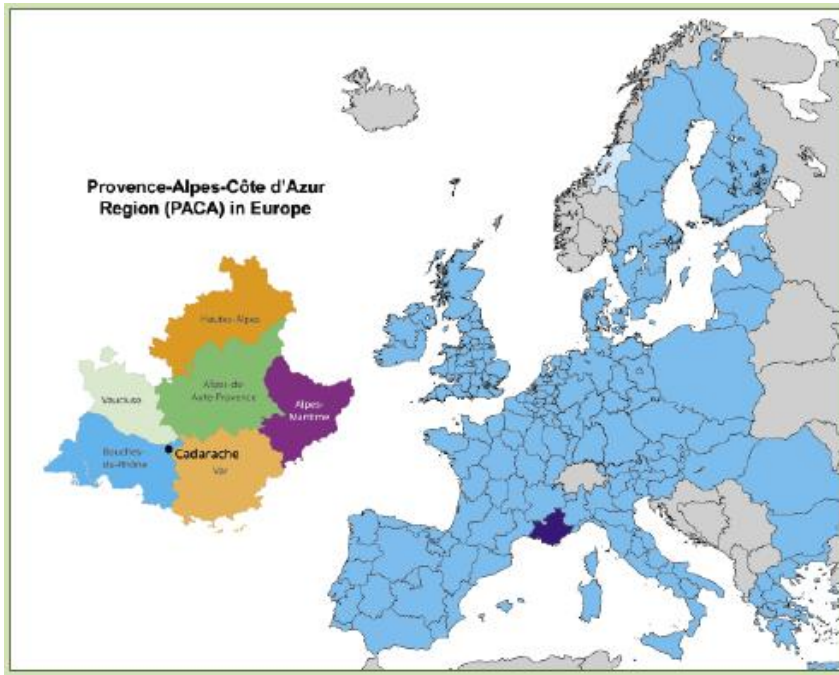 Provence-Alpes-Côte d'Azur
Region (PACA) in Europe
Hautes-Alpes
Alpes-de-
Haute-Provence
Vaucluse
Alpes-
Maritime
Bouches-
du-Rhône
Cadarache
Var